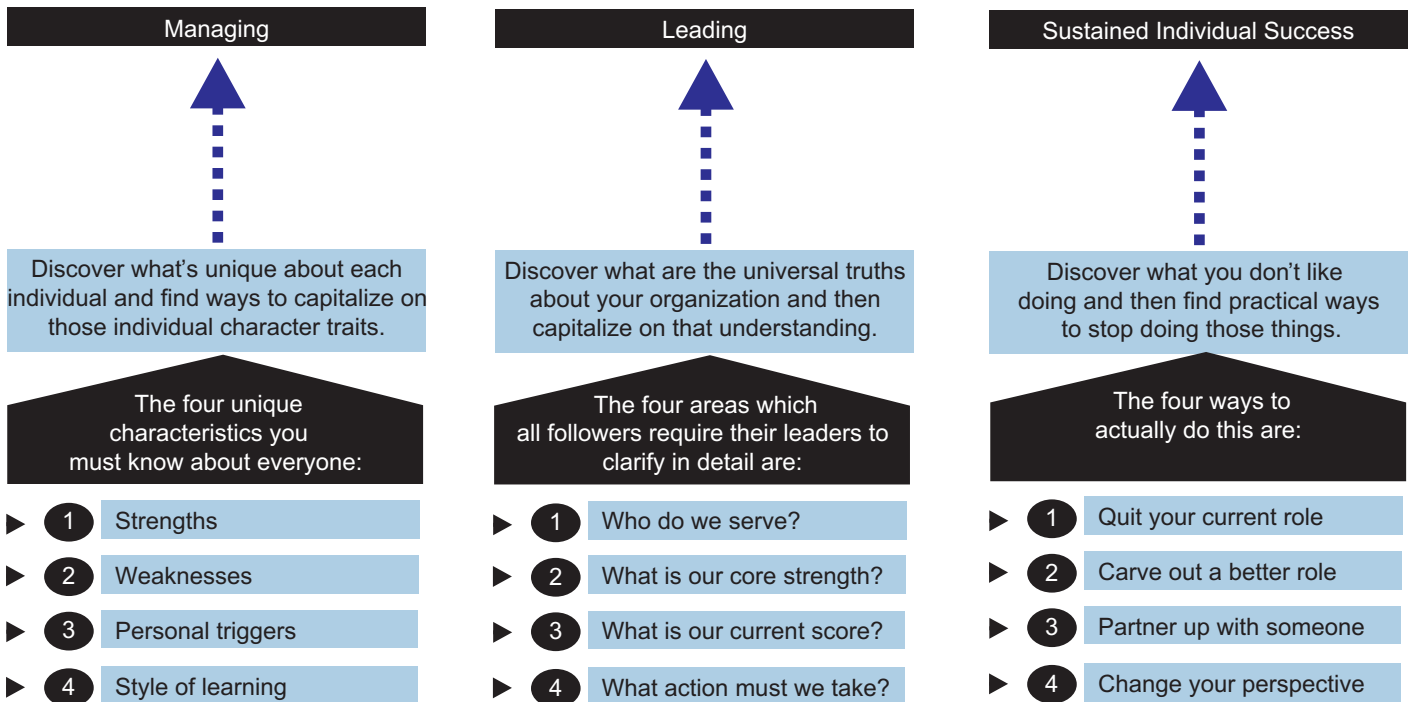 Managing
Discover what's unique about each
individual and find ways to capitalize on
those individual character traits.
The four unique
characteristics you
must know about everyone:
1 Strengths
2 Weaknesses
3 Personal triggers
4 Style of learning
Leading
Discover what are the universal truths
about your organization and then
capitalize on that understanding.
The four areas which
all followers require their leaders to
clarify in detail are:
1 Who do we serve?
2 What is our core strength?
3 What is our current score?
4 What action must we take?
Sustained Individual Success
Discover what you don't like
doing and then find practical ways
to stop doing those things.
The four ways to
actually do this are:
1 Quit your current role
2 Carve out a better role
3 Partner up with someone
4 Change your perspective